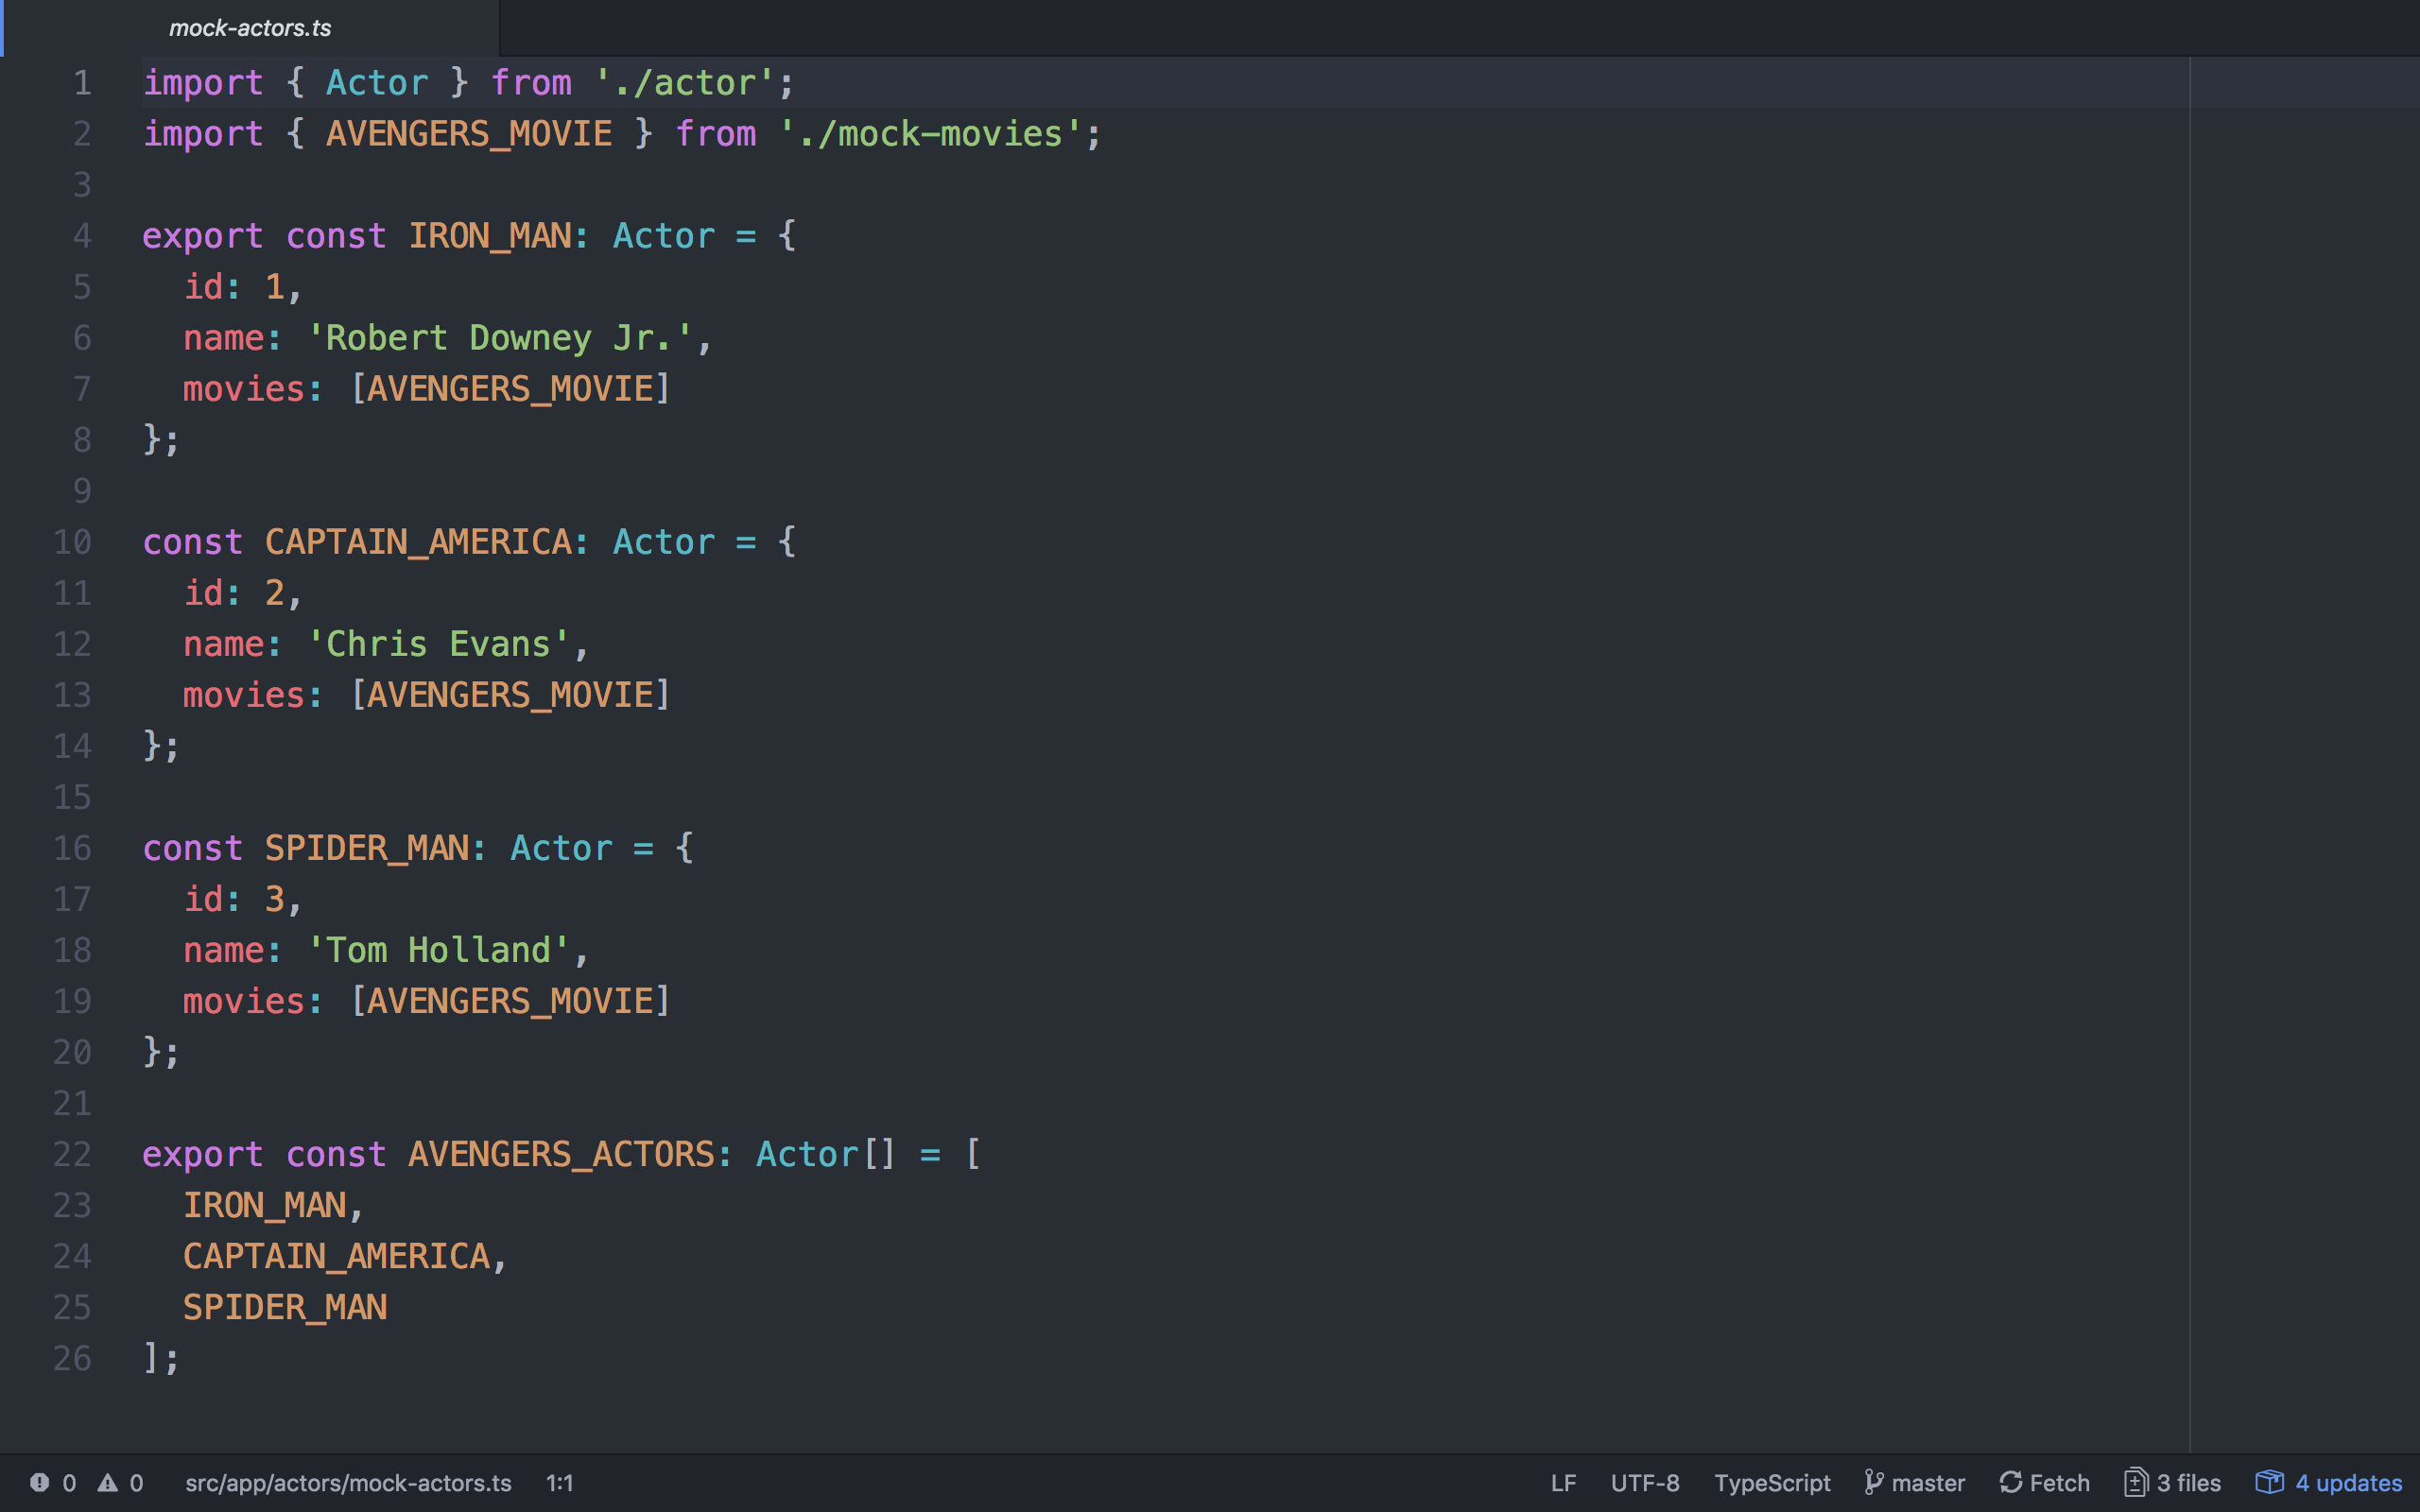 mock-actors.ts
1 import { Actor } from './actor';
2 import { AVENGERS_MOVIE } from './mock-movies';
3
4 export const IRON_MAN: Actor = {
5   id: 1,
6   name: 'Robert Downey Jr.',
7   movies: [AVENGERS_MOVIE]
8 };
9
10 const CAPTAIN_AMERICA: Actor = {
11   id: 2,
12   name: 'Chris Evans',
13   movies: [AVENGERS_MOVIE]
14 };
15
16 const SPIDER_MAN: Actor = {
17   id: 3,
18   name: 'Tom Holland',
19   movies: [AVENGERS_MOVIE]
20 };
21
22 export const AVENGERS_ACTORS: Actor[] = [
23   IRON_MAN,
24   CAPTAIN_AMERICA,
25   SPIDER_MAN
26 ];
0 0 src/app/actors/mock-actors.ts 1:1 LF UTF-8 TypeScript master Fetch 3 files 4 updates